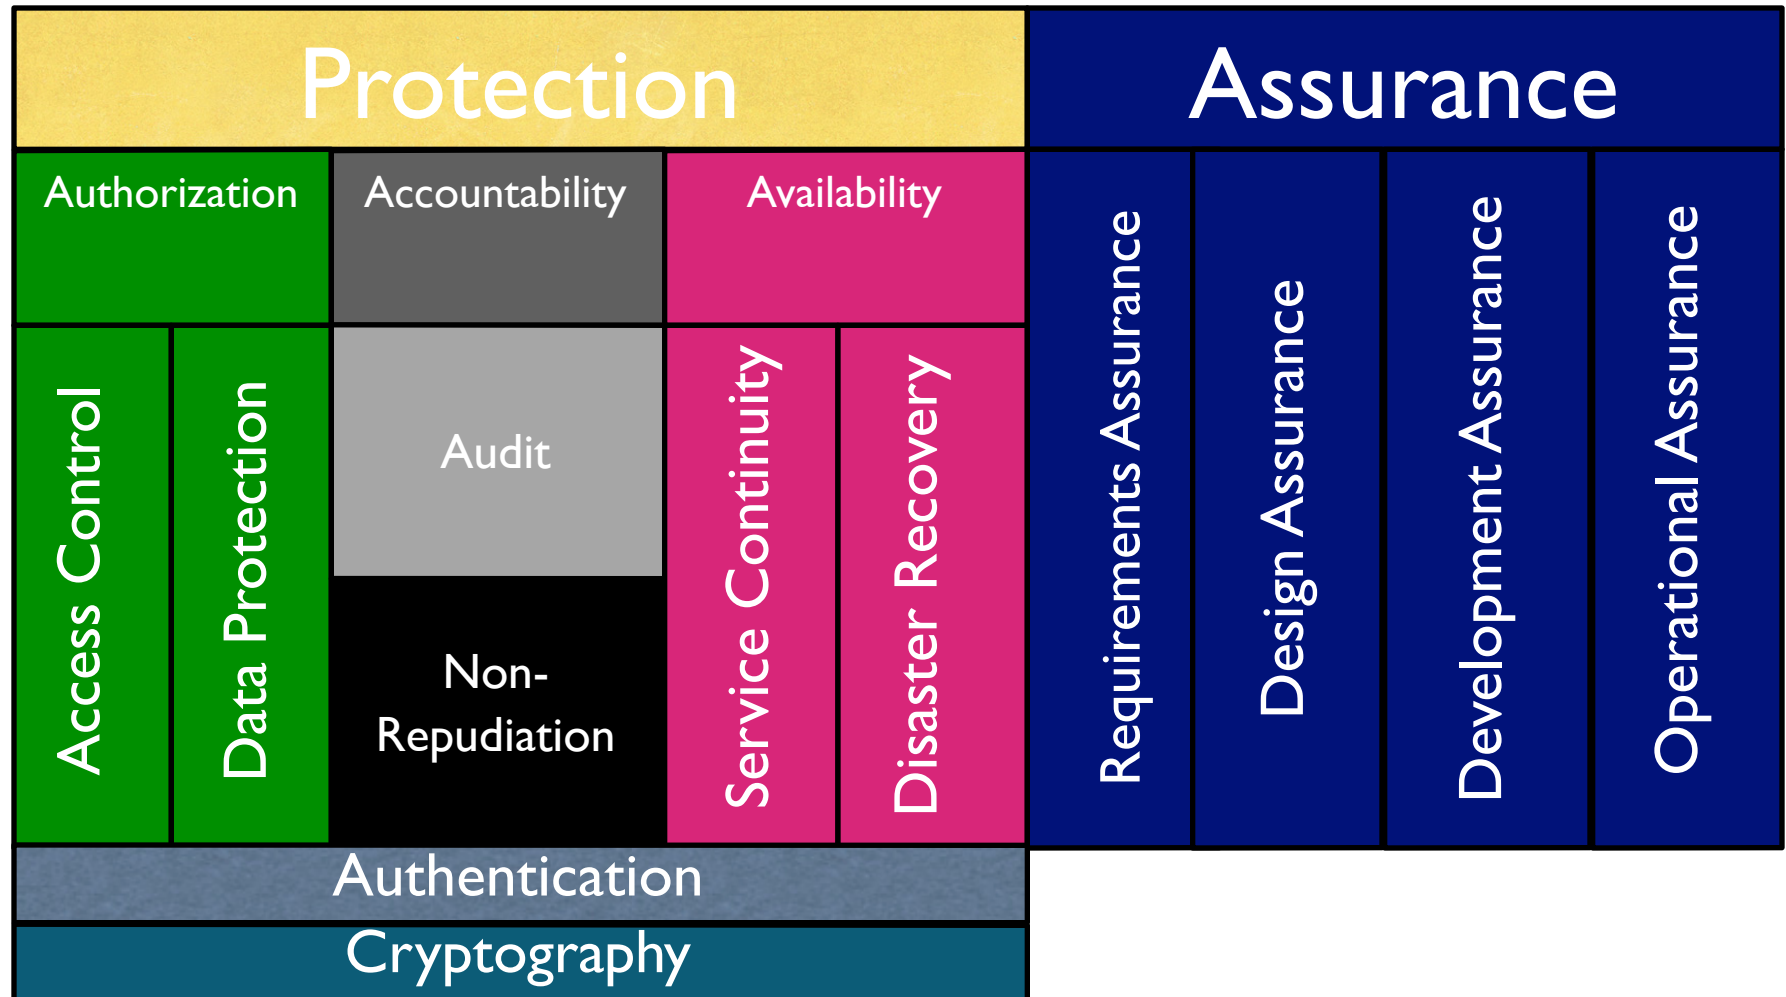 Protection
Assurance
Authorization
Accountability
Availability
Access Control
Data Protection
Audit
Non-
Repudiation
Service Continuity
Disaster Recovery
Requirements Assurance
Design Assurance
Development Assurance
Operational Assurance
Authentication
Cryptography